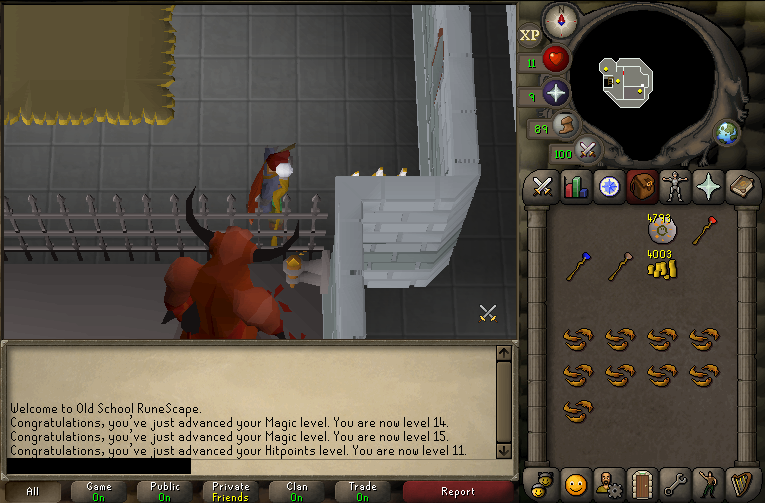 N
XP
11
9
89
100
4793
4003
Welcome to Old School RuneScape.
Congratulations, you've just advanced your Magic level. You are now level 14.
Congratulations, you've just advanced your Magic level. You are now level 15.
Congratulations, you've just advanced your Hitpoints level. You are now level 11.
All
Game
On
Public
On
Private
Friends
Clan
On
Trade
On
Report